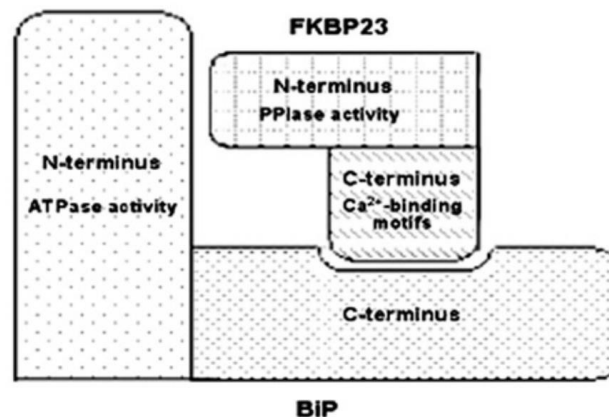 FKBP23
N-terminus
PPIase activity
N-terminus
ATPase activity
C-terminus
Ca²⁺-binding
motifs
C-terminus
BiP